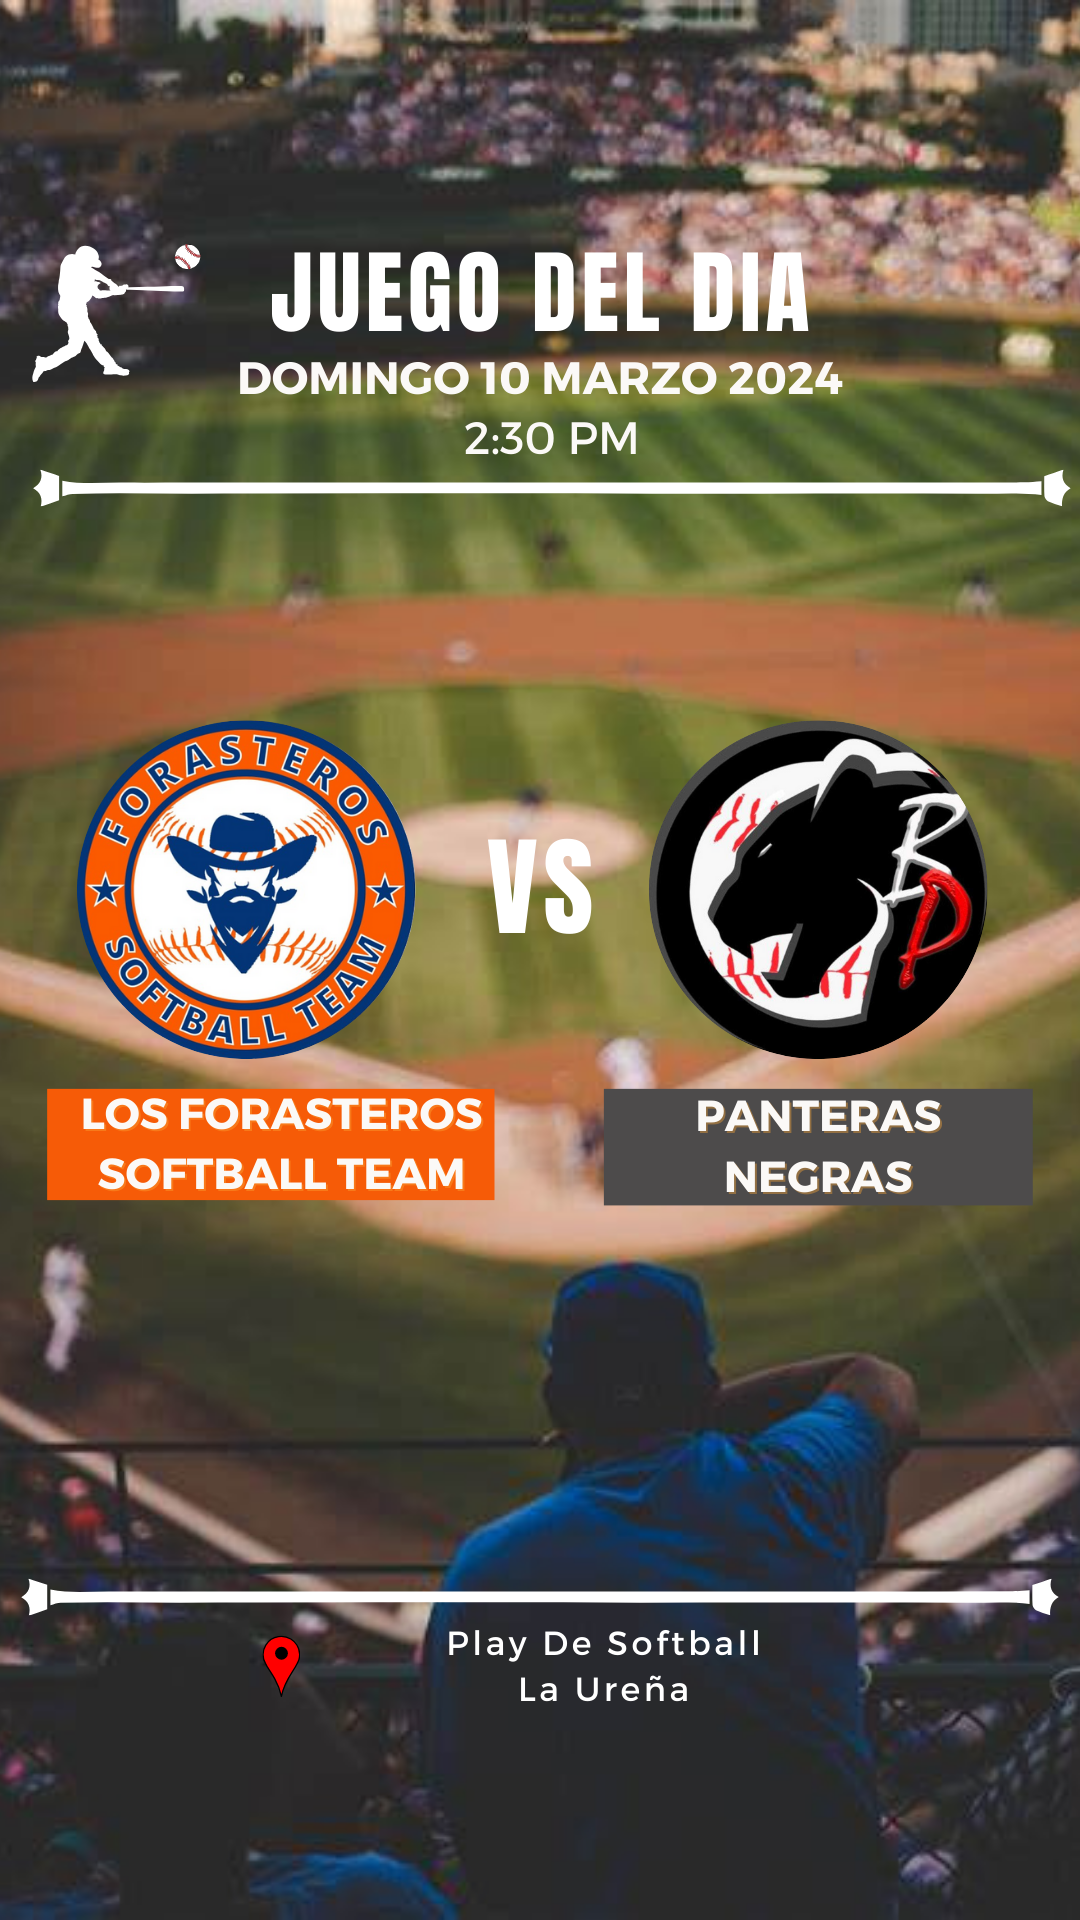 JUEGO DEL DIA
DOMINGO 10 MARZO 2024
2:30 PM
FORASTEROS
SOFTBALL TEAM
VS
BP
LOS FORASTEROS
SOFTBALL TEAM
PANTERAS
NEGRAS
Play De Softball
La Ureña